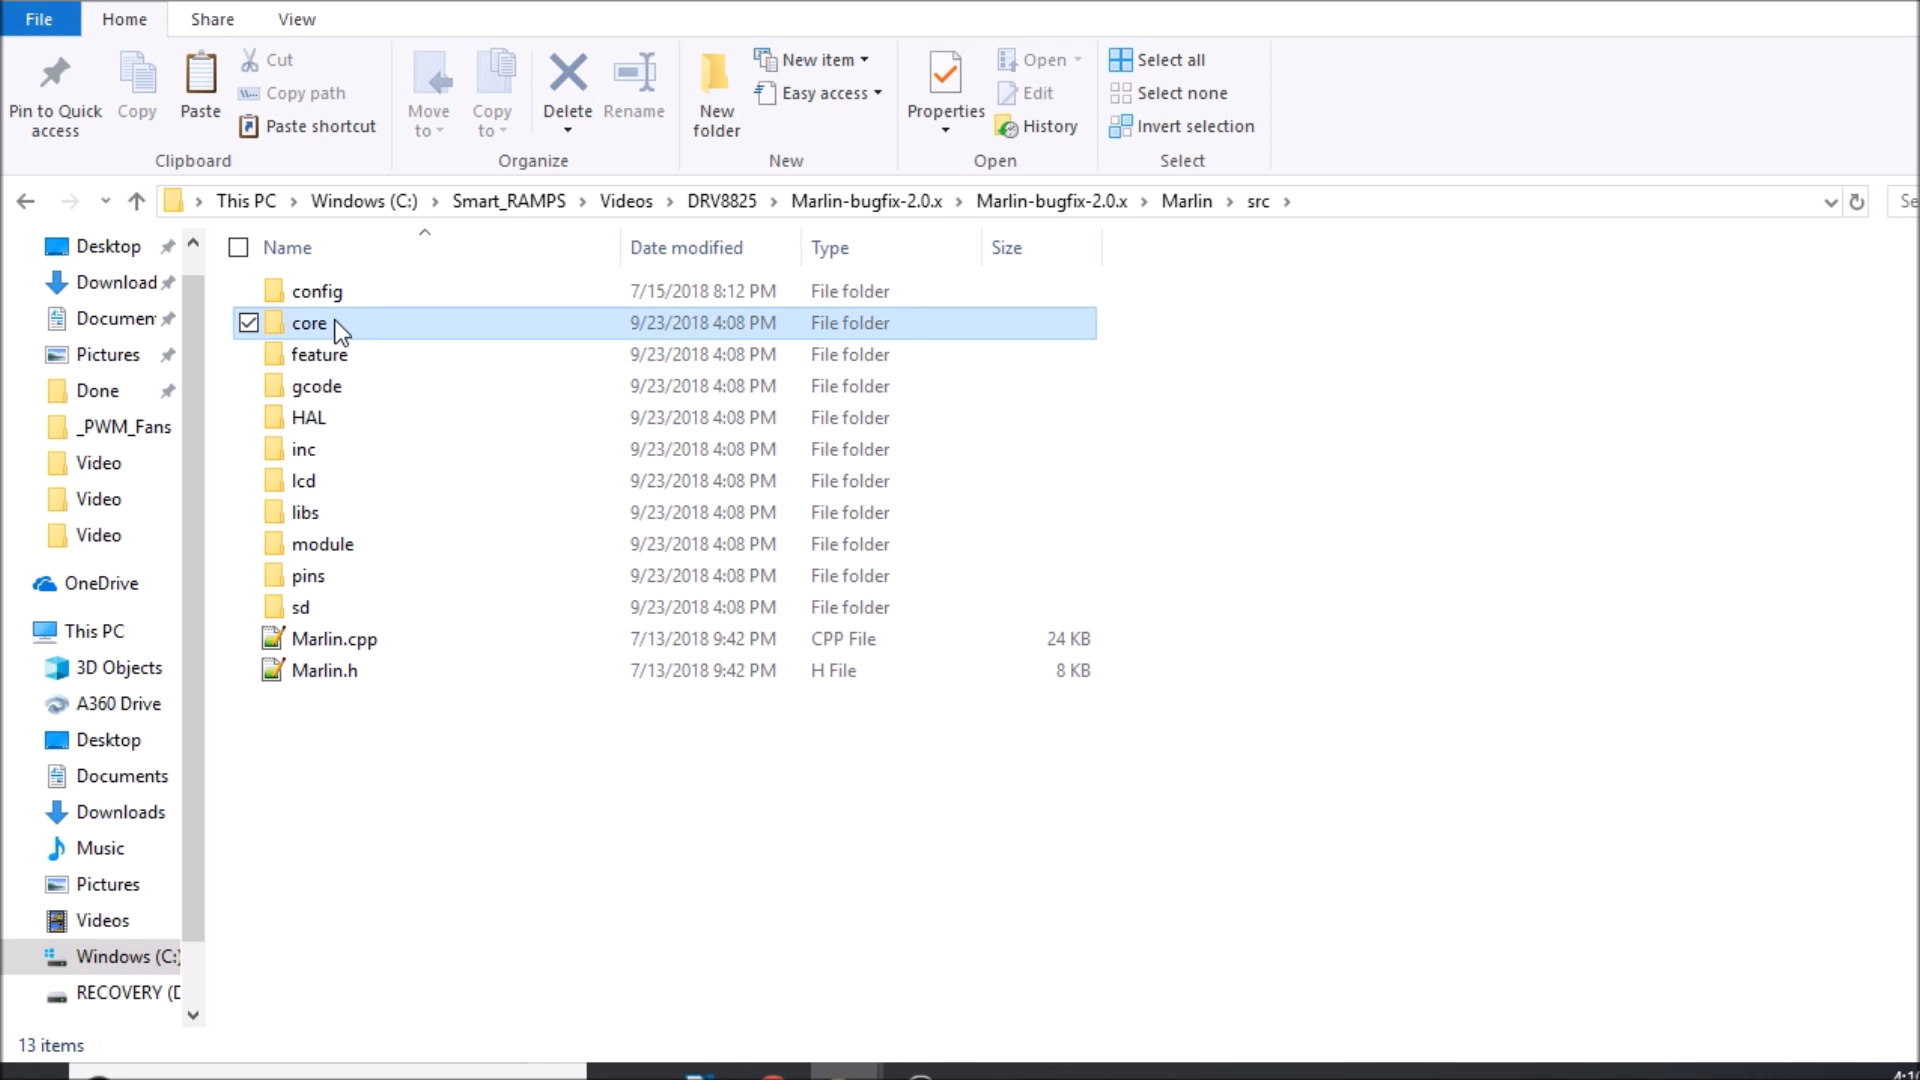 File Home Share View
Pin to Quick access
Copy
Paste
Cut
Copy path
Paste shortcut
Clipboard
Move to
Copy to
Delete
Rename
Organize
New folder
New item
Easy access
New
Properties
Open
Edit
History
Open
Select all
Select none
Invert selection
Select
This PC > Windows (C:) > Smart_RAMPS > Videos > DRV8825 > Marlin-bugfix-2.0.x > Marlin-bugfix-2.0.x > Marlin > src >
Se
Desktop
Download
Documen
Pictures
Done
_PWM_Fans
Video
Video
Video
OneDrive
This PC
3D Objects
A360 Drive
Desktop
Documents
Downloads
Music
Pictures
Videos
Windows (C:)
RECOVERY (D
Name Date modified Type Size
config 7/15/2018 8:12 PM File folder
core 9/23/2018 4:08 PM File folder
feature 9/23/2018 4:08 PM File folder
gcode 9/23/2018 4:08 PM File folder
HAL 9/23/2018 4:08 PM File folder
inc 9/23/2018 4:08 PM File folder
lcd 9/23/2018 4:08 PM File folder
libs 9/23/2018 4:08 PM File folder
module 9/23/2018 4:08 PM File folder
pins 9/23/2018 4:08 PM File folder
sd 9/23/2018 4:08 PM File folder
Marlin.cpp 7/13/2018 9:42 PM CPP File 24 KB
Marlin.h 7/13/2018 9:42 PM H File 8 KB
13 items